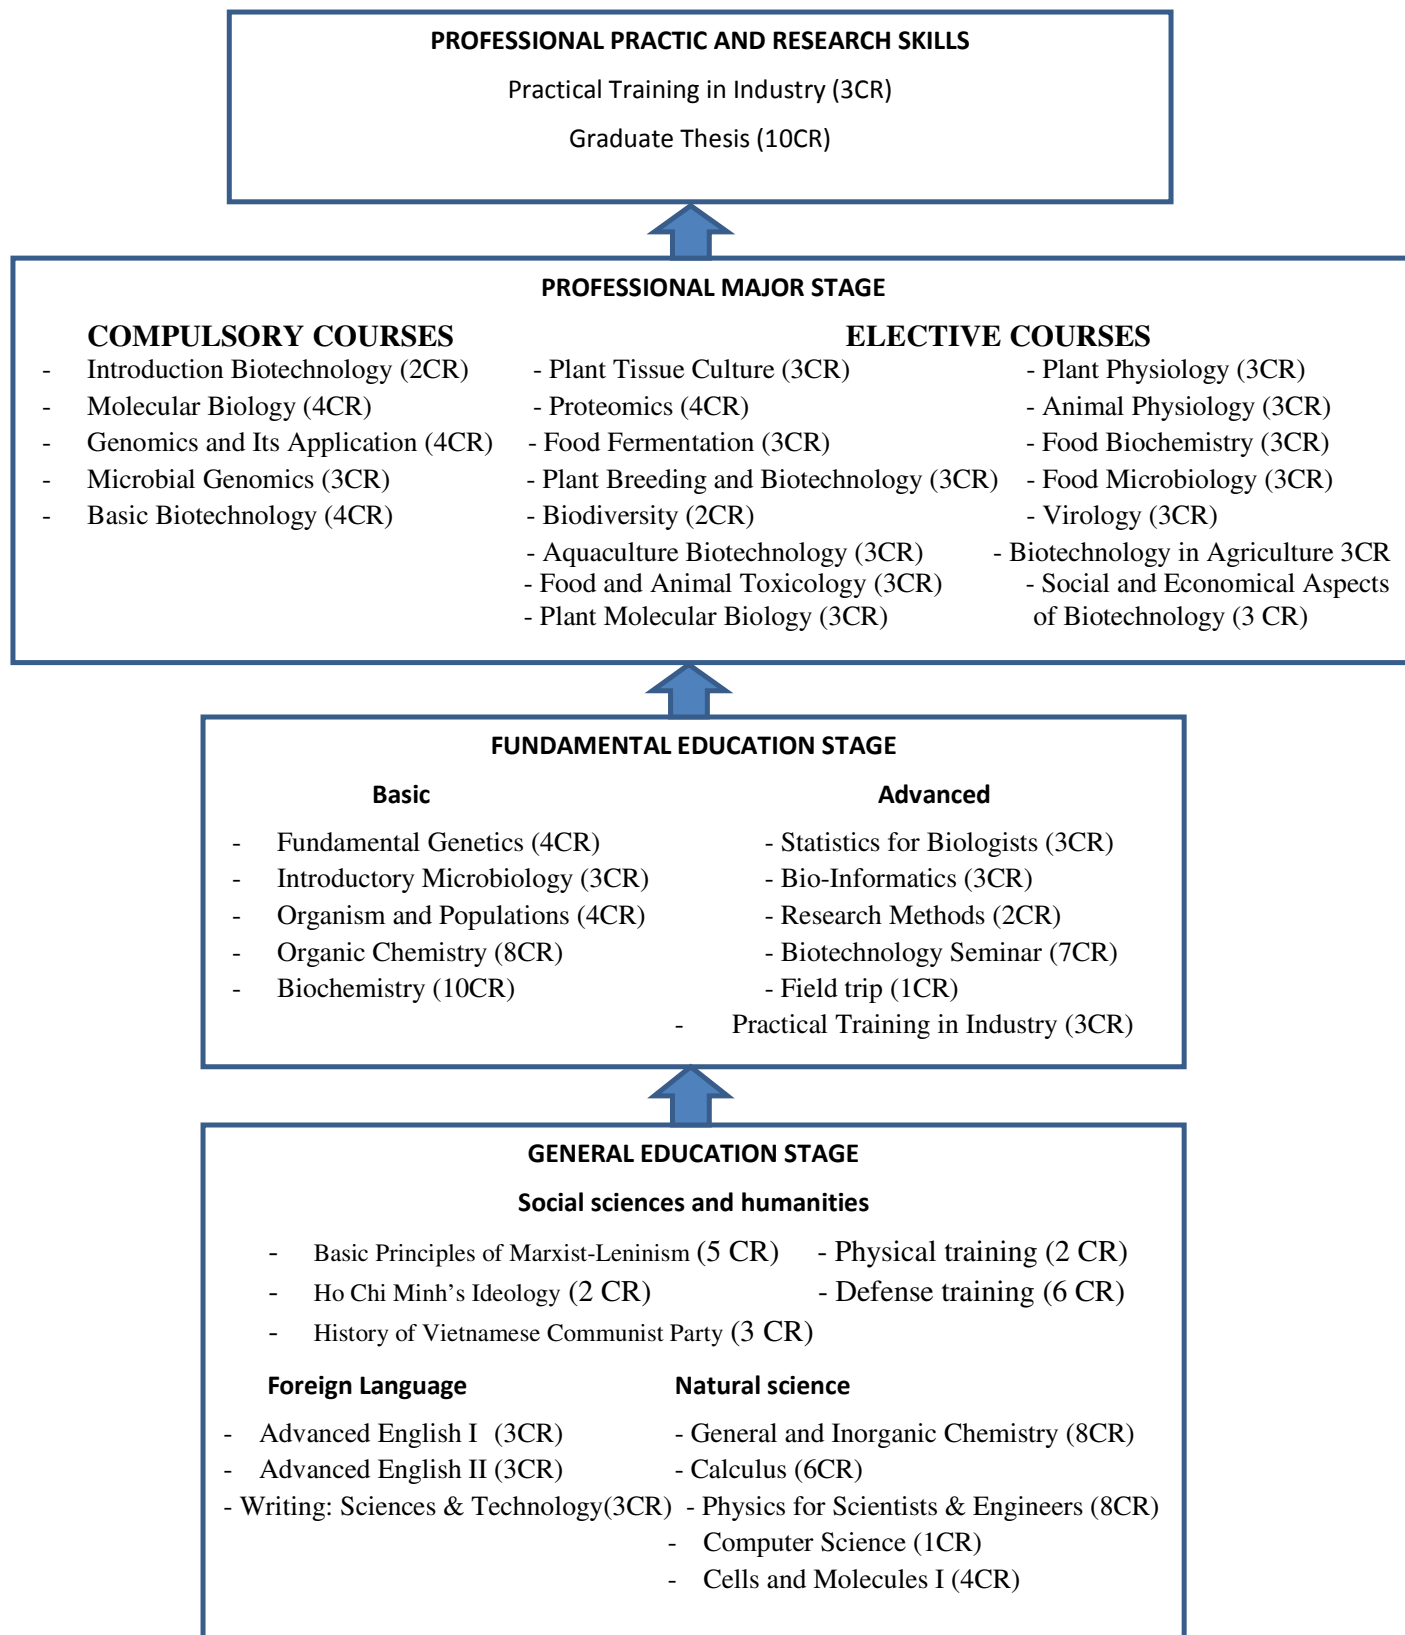 PROFESSIONAL PRACTIC AND RESEARCH SKILLS
Practical Training in Industry (3CR)
Graduate Thesis (10CR)
PROFESSIONAL MAJOR STAGE
COMPULSORY COURSES ELECTIVE COURSES
- Introduction Biotechnology (2CR) - Plant Tissue Culture (3CR) - Plant Physiology (3CR)
- Molecular Biology (4CR) - Proteomics (4CR) - Animal Physiology (3CR)
- Genomics and Its Application (4CR) - Food Fermentation (3CR) - Food Biochemistry (3CR)
- Microbial Genomics (3CR) - Plant Breeding and Biotechnology (3CR) - Food Microbiology (3CR)
- Basic Biotechnology (4CR) - Biodiversity (2CR) - Virology (3CR)
- Aquaculture Biotechnology (3CR) - Biotechnology in Agriculture 3CR
- Food and Animal Toxicology (3CR) - Social and Economical Aspects
- Plant Molecular Biology (3CR) of Biotechnology (3 CR)
FUNDAMENTAL EDUCATION STAGE
Basic Advanced
- Fundamental Genetics (4CR) - Statistics for Biologists (3CR)
- Introductory Microbiology (3CR) - Bio-Informatics (3CR)
- Organism and Populations (4CR) - Research Methods (2CR)
- Organic Chemistry (8CR) - Biotechnology Seminar (7CR)
- Biochemistry (10CR) - Field trip (1CR)
- Practical Training in Industry (3CR)
GENERAL EDUCATION STAGE
Social sciences and humanities
- Basic Principles of Marxist-Leninism (5 CR) - Physical training (2 CR)
- Ho Chi Minh’s Ideology (2 CR) - Defense training (6 CR)
- History of Vietnamese Communist Party (3 CR)
Foreign Language Natural science
- Advanced English I (3CR) - General and Inorganic Chemistry (8CR)
- Advanced English II (3CR) - Calculus (6CR)
- Writing: Sciences & Technology(3CR) - Physics for Scientists & Engineers (8CR)
- Computer Science (1CR)
- Cells and Molecules I (4CR)